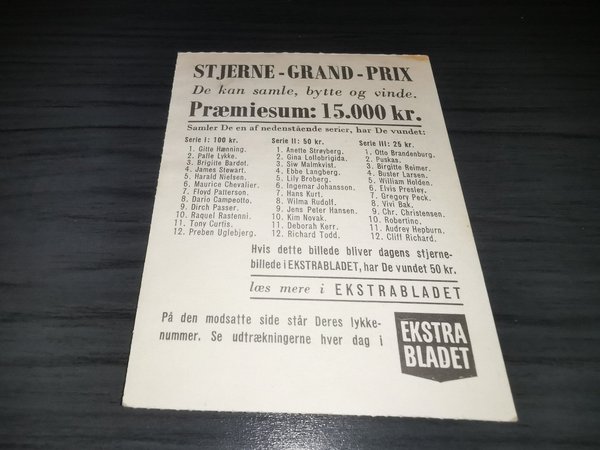 STJERNE-GRAND-PRIX
De kan samle, bytte og vinde.
Præmiesum: 15.000 kr.
Samler De en af nedenstående serier, har De vundet:
Serie I: 100 kr.
1. Gitte Hænning.
2. Palle Lykke.
3. Brigitte Bardot.
4. James Stewart.
5. Harald Nielsen.
6. Maurice Chevalier.
7. Floyd Patterson.
8. Dario Campeotto.
9. Dirch Passer.
10. Raquel Rastenni.
11. Tony Curtis.
12. Preben Uglebjerg.
Serie II: 50 kr.
1. Anette Strøyberg.
2. Gina Lollobrigida.
3. Siw Malmkvist.
4. Ebbe Langberg.
5. Lily Broberg.
6. Ingemar Johansson.
7. Hans Kurt.
8. Wilma Rudolf.
9. Jens Peter Hansen.
10. Kim Novak.
11. Deborah Kerr.
12. Richard Todd.
Serie III: 25 kr.
1. Otto Brandenburg.
2. Puskas.
3. Birgitte Reimer.
4. Buster Larsen.
5. William Holden.
6. Elvis Presley.
7. Gregory Peck.
8. Vivi Bak.
9. Chr. Christensen.
10. Robertino.
11. Audrey Hepburn.
12. Cliff Richard.
Hvis dette billede bliver dagens stjerne-
billede i EKSTRABLADET, har De vundet 50 kr.
læs mere i EKSTRABLADET
På den modsatte side står Deres lykke-
nummer. Se udtrækningerne hver dag i
EKSTRA
BLADET